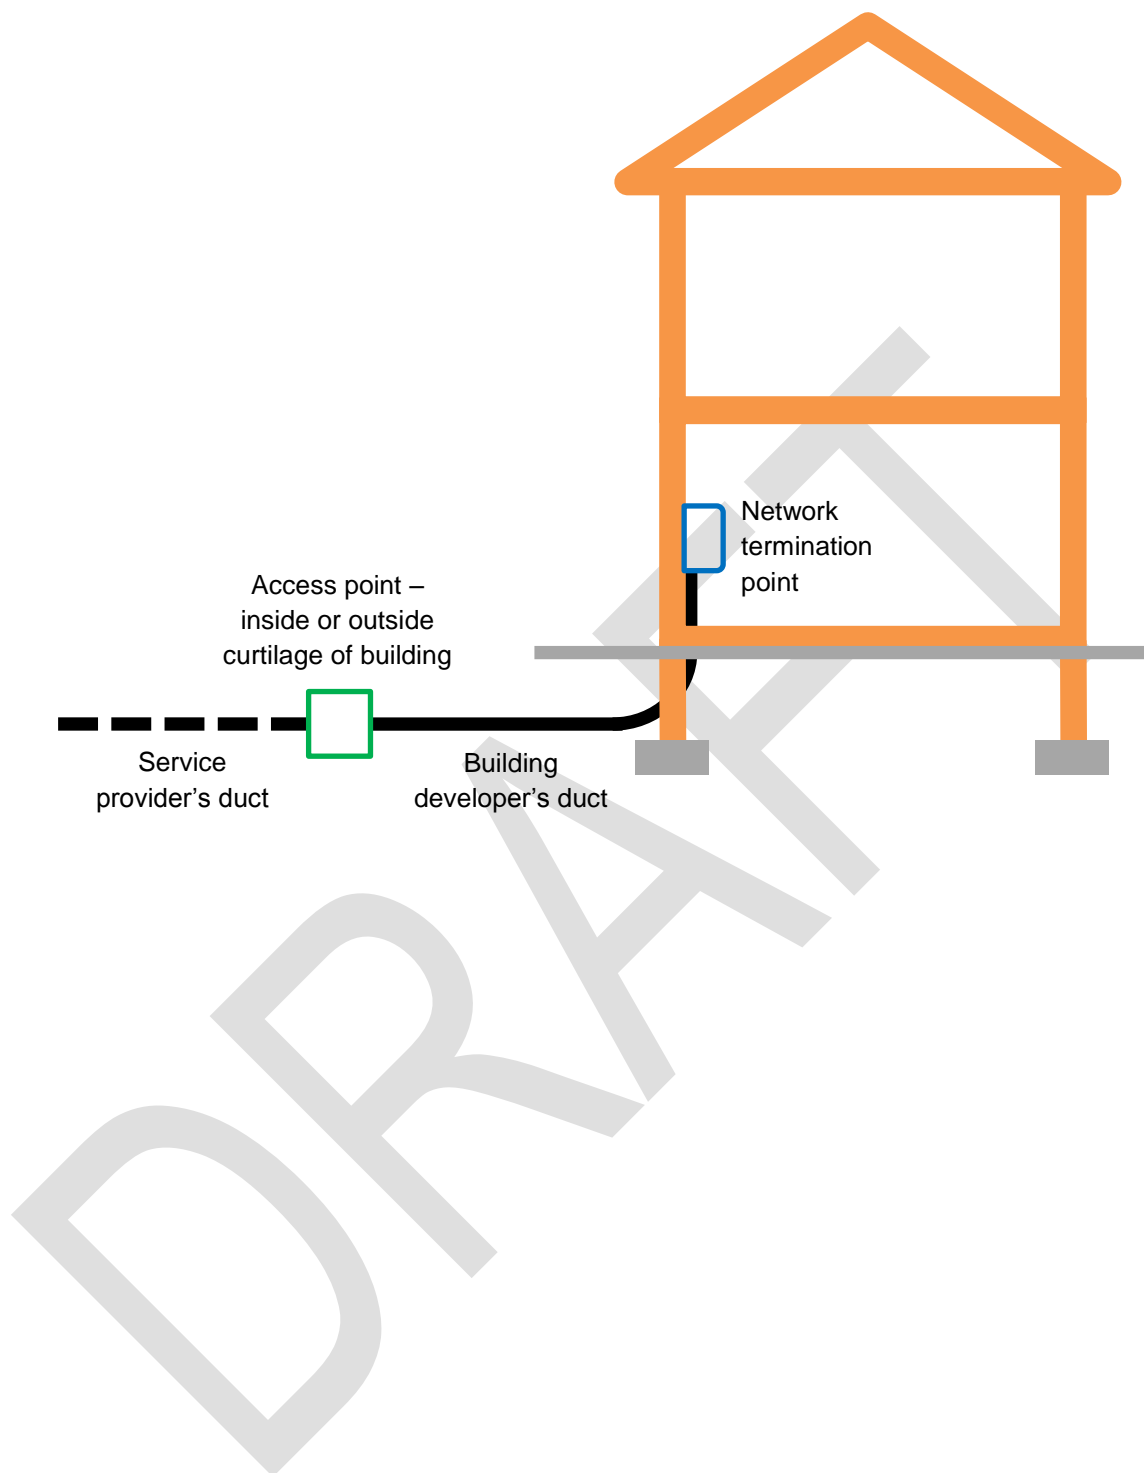 Network
termination
point
Access point –
inside or outside
curtilage of building
Service
provider’s duct
Building
developer’s duct
DRAFT